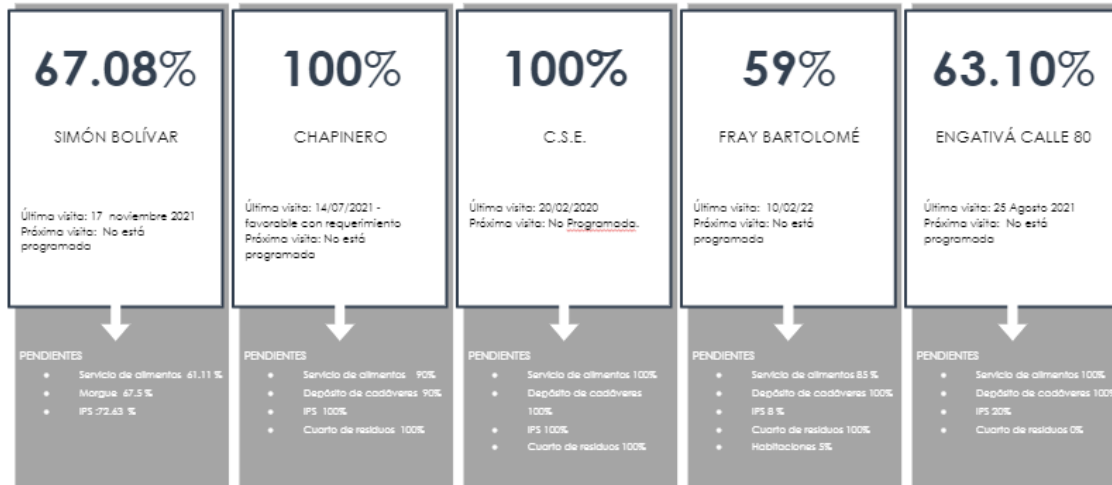 67.08%
SIMÓN BOLÍVAR
Última visita: 17 noviembre 2021
Próxima visita: No está
programada
PENDIENTES
• Servicio de alimentos 61.11 %
• Morgue 67.5 %
• IPS :72.63 %
100%
CHAPINERO
Última visita: 14/07/2021 -
favorable con requerimiento
Próxima visita: No está
programada
PENDIENTES
• Servicio de alimentos 90%
• Depósito de cadáveres 90%
• IPS 100%
• Cuarto de residuos 100%
100%
C.S.E.
Última visita: 20/02/2020
Próxima visita: No Programada.
PENDIENTES
• Servicio de alimentos 100%
• Depósito de cadáveres
100%
• IPS 100%
• Cuarto de residuos 100%
59%
FRAY BARTOLOMÉ
Última visita: 10/02/22
Próxima visita: No está
programada
PENDIENTES
• Servicio de alimentos 85 %
• Depósito de cadáveres 100%
• IPS 8 %
• Cuarto de residuos 100%
• Habitaciones 5%
63.10%
ENGATIVÁ CALLE 80
Última visita: 25 Agosto 2021
Próxima visita: No está
programada
PENDIENTES
• Servicio de alimentos 100%
• Depósito de cadáveres 100%
• IPS 20%
• Cuarto de residuos 0%